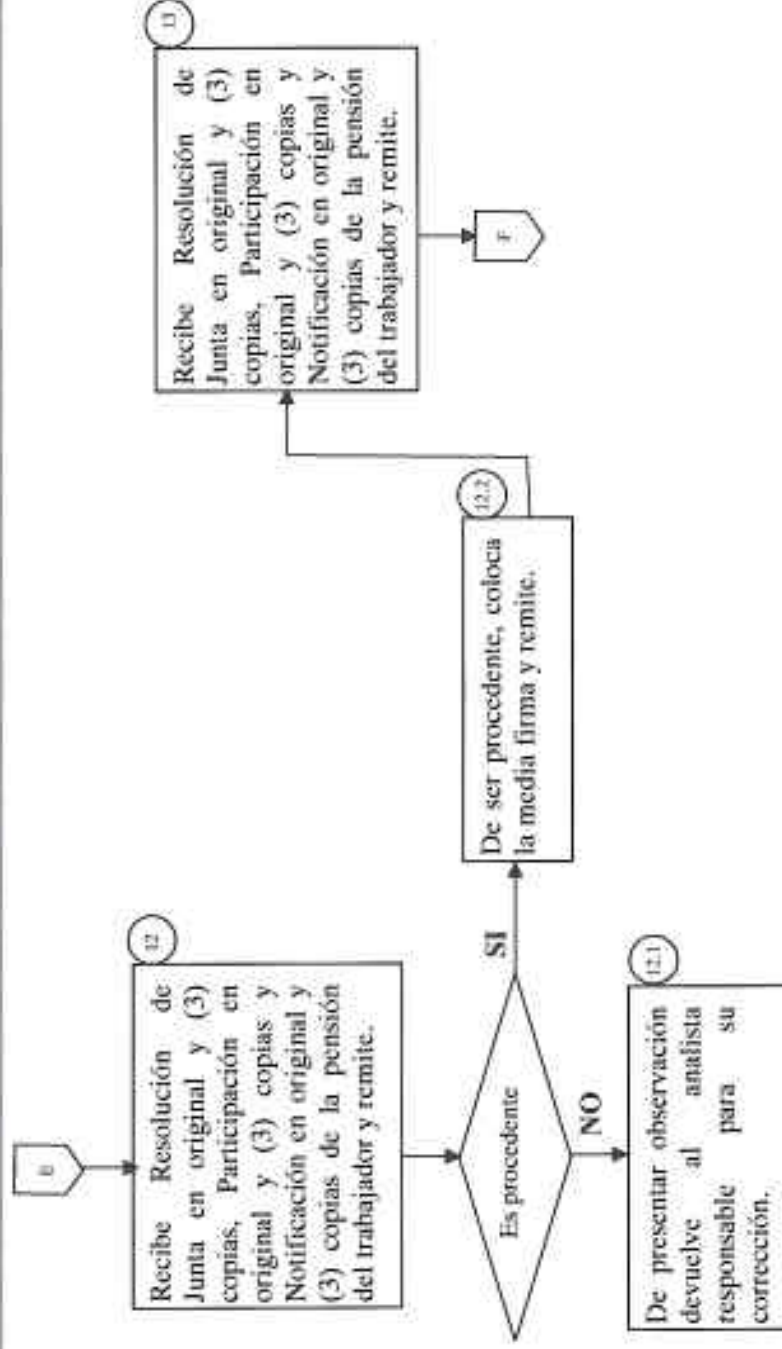 E
12
Recibe Resolución de
Junta en original y (3)
copias, Participación en
original y (3) copias y
Notificación en original y
(3) copias de la pensión
del trabajador y remite.
Es procedente
SI
NO
12.1
De presentar observación
devuelve al analista
responsable para su
corrección.
12.2
De ser procedente, coloca
la media firma y remite.
13
Recibe Resolución de
Junta en original y (3)
copias, Participación en
original y (3) copias y
Notificación en original y
(3) copias de la pensión
del trabajador y remite.
F